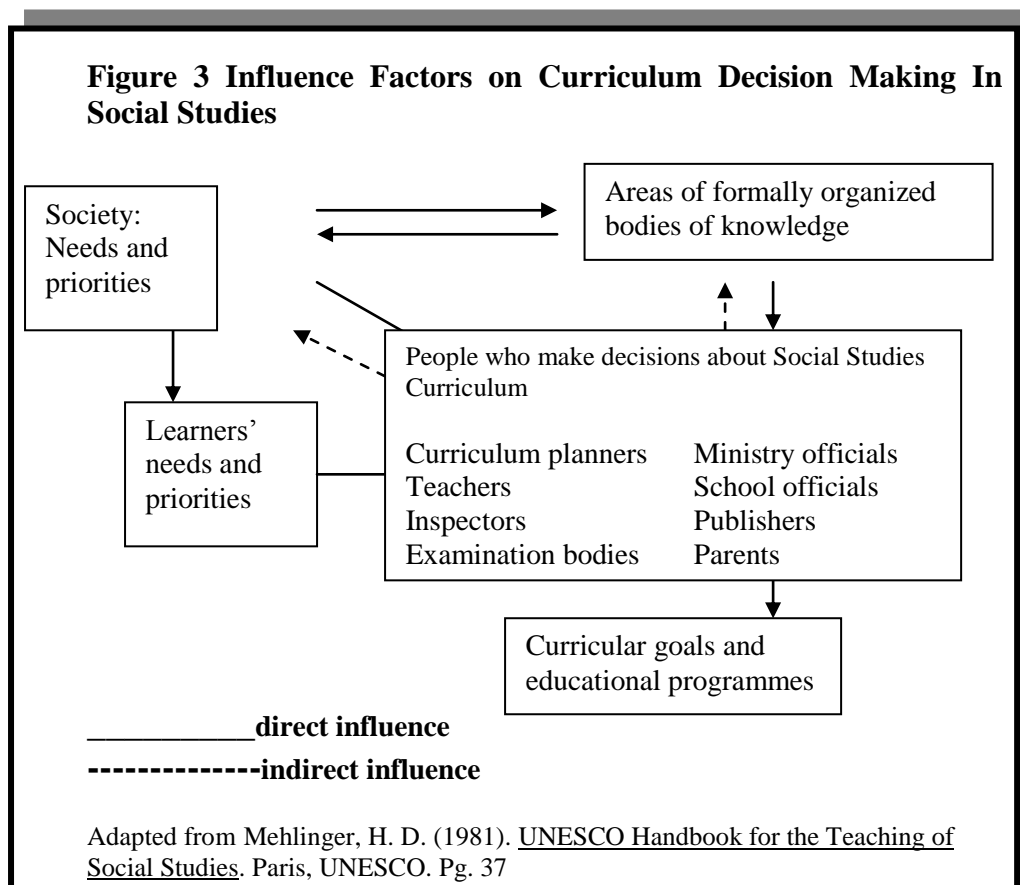 Figure 3 Influence Factors on Curriculum Decision Making In
Social Studies
Society:
Needs and
priorities
Areas of formally organized
bodies of knowledge
People who make decisions about Social Studies
Curriculum
Curriculum planners Ministry officials
Teachers School officials
Inspectors Publishers
Examination bodies Parents
Learners’
needs and
priorities
Curricular goals and
educational programmes
_________direct influence
--------------indirect influence
Adapted from Mehlinger, H. D. (1981). UNESCO Handbook for the Teaching of
Social Studies. Paris, UNESCO. Pg. 37